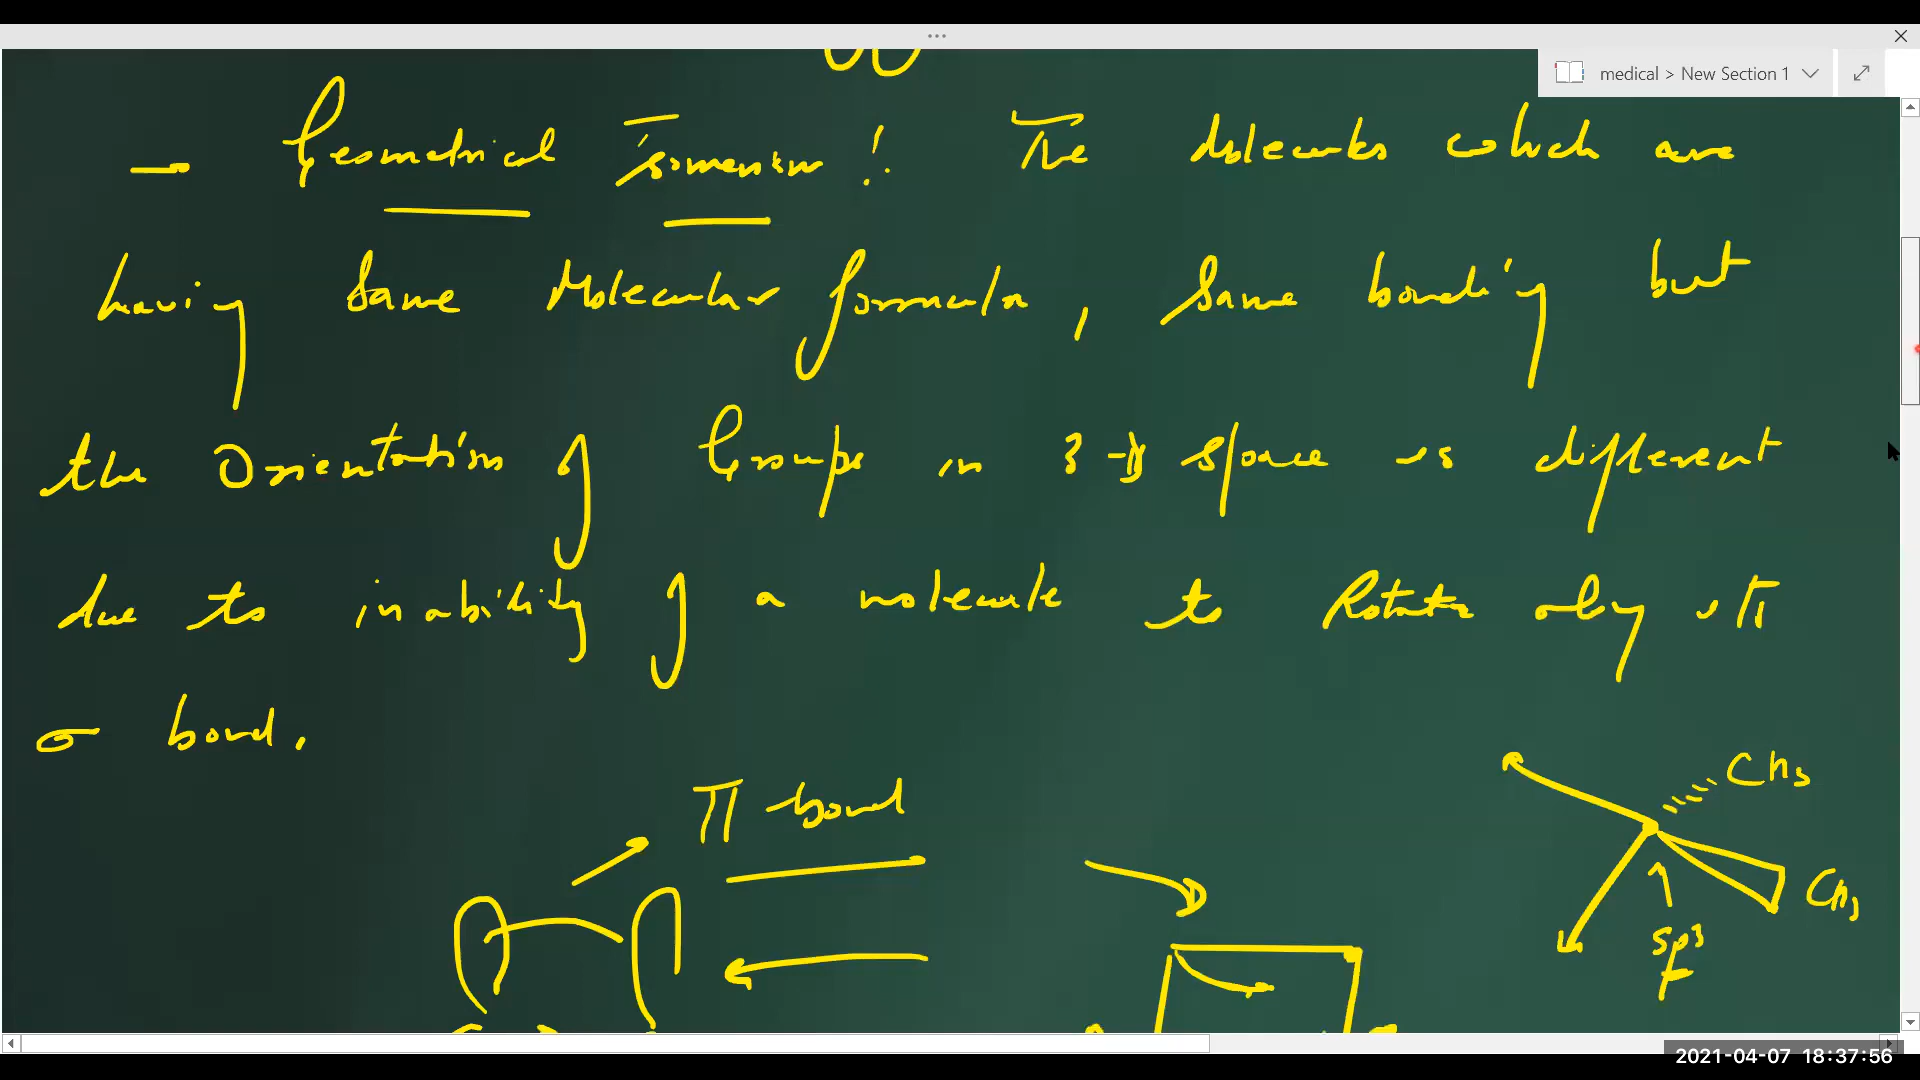 medical > New Section 1
- Geometrical Isomerism : The Molecules which are
having Same Molecular formula , Same bonding but
the Orientation of Groups in 3-D space is different
due to inability of a molecule to Rotate along its
σ bond .
π bond
CH3
CH3
sp3
2021-04-07 18:37:56